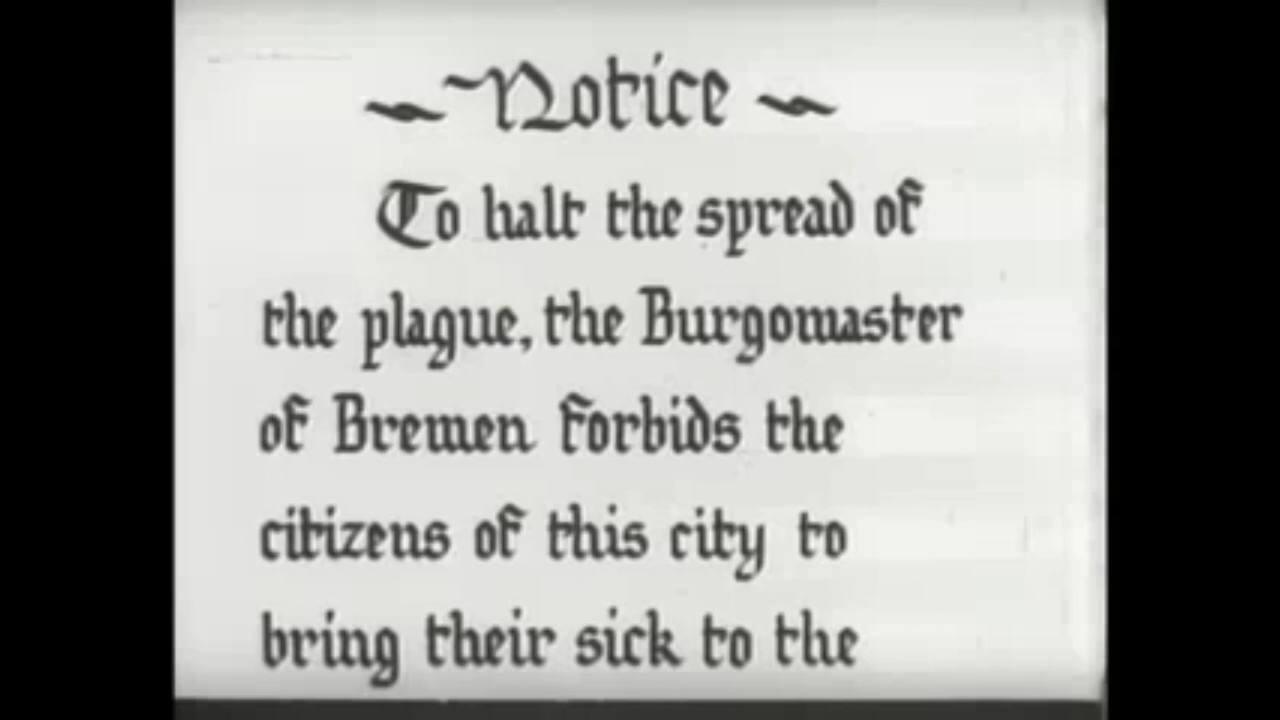 Notice
To halt the spread of
the plague, the Burgomaster
of Bremen forbids the
citizens of this city to
bring their sick to the